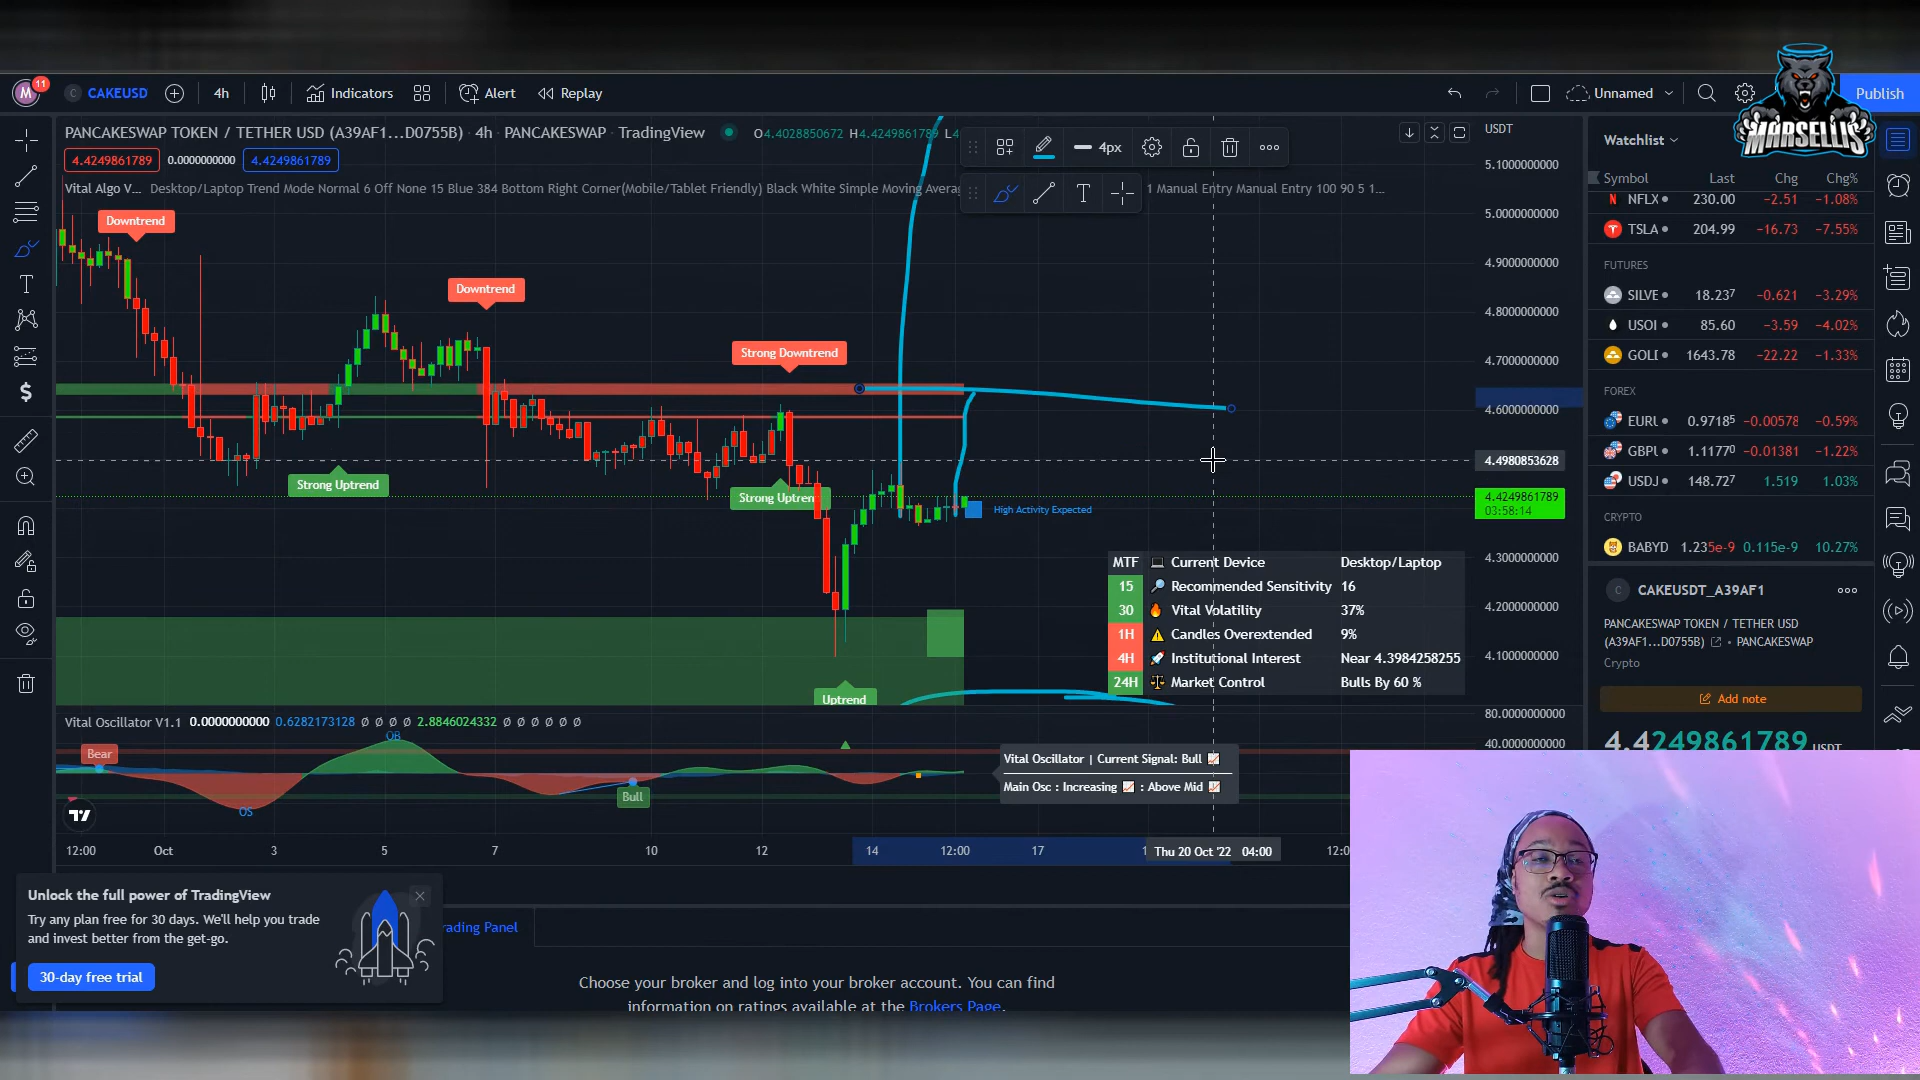 M 11 C CAKEUSD 4h Indicators Alert Replay Unnamed Publish
MARSELLIS
PANCAKESWAP TOKEN / TETHER USD (A39AF1...D0755B) · 4h · PANCAKESWAP · TradingView O4.4028850672 H4.4249861789 L4
4.4249861789 0.0000000000 4.4249861789
Vital Algo V... Desktop/Laptop Trend Mode Normal 6 Off None 15 Blue 384 Bottom Right Corner(Mobile/Tablet Friendly) Black White Simple Moving Avera
1 Manual Entry Manual Entry 100 90 5 1...
4px
T
USDT
5.1000000000
5.0000000000
4.9000000000
4.8000000000
4.7000000000
4.6000000000
4.4980853628
4.4249861789
03:58:14
4.3000000000
4.2000000000
4.1000000000
80.0000000000
40.0000000000
Downtrend
Downtrend
Strong Downtrend
Strong Uptrend
Strong Uptren
High Activity Expected
Uptrend
MTF Current Device Desktop/Laptop
15 Recommended Sensitivity 16
30 Vital Volatility 37%
1H Candles Overextended 9%
4H Institutional Interest Near 4.3984258255
24H Market Control Bulls By 60 %
Vital Oscillator V1.1 0.0000000000 0.6282173128 ∅ ∅ ∅ ∅ 2.8846024332 ∅ ∅ ∅ ∅ ∅ ∅
Bear
OB
OS
Bull
Vital Oscillator | Current Signal: Bull
Main Osc : Increasing : Above Mid
12:00 Oct 3 5 7 10 12 14 12:00 17 Thu 20 Oct '22 04:00 12:0
Unlock the full power of TradingView
Try any plan free for 30 days. We'll help you trade
and invest better from the get-go.
30-day free trial
rading Panel
Choose your broker and log into your broker account. You can find
information on ratings available at the Brokers Page.
Watchlist
Symbol Last Chg Chg%
NFLX 230.00 −2.51 −1.08%
TSLA 204.99 −16.73 −7.55%
FUTURES
SILVE 18.237 −0.621 −3.29%
USOI 85.60 −3.59 −4.02%
GOLI 1643.78 −22.22 −1.33%
FOREX
EURL 0.97185 −0.00578 −0.59%
GBPL 1.11770 −0.01381 −1.22%
USDJ 148.727 1.519 1.03%
CRYPTO
BABYD 1.235e-9 0.115e-9 10.27%
C CAKEUSDT_A39AF1
PANCAKESWAP TOKEN / TETHER USD
(A39AF1...D0755B) • PANCAKESWAP
Crypto
Add note
4.4249861789 USDT